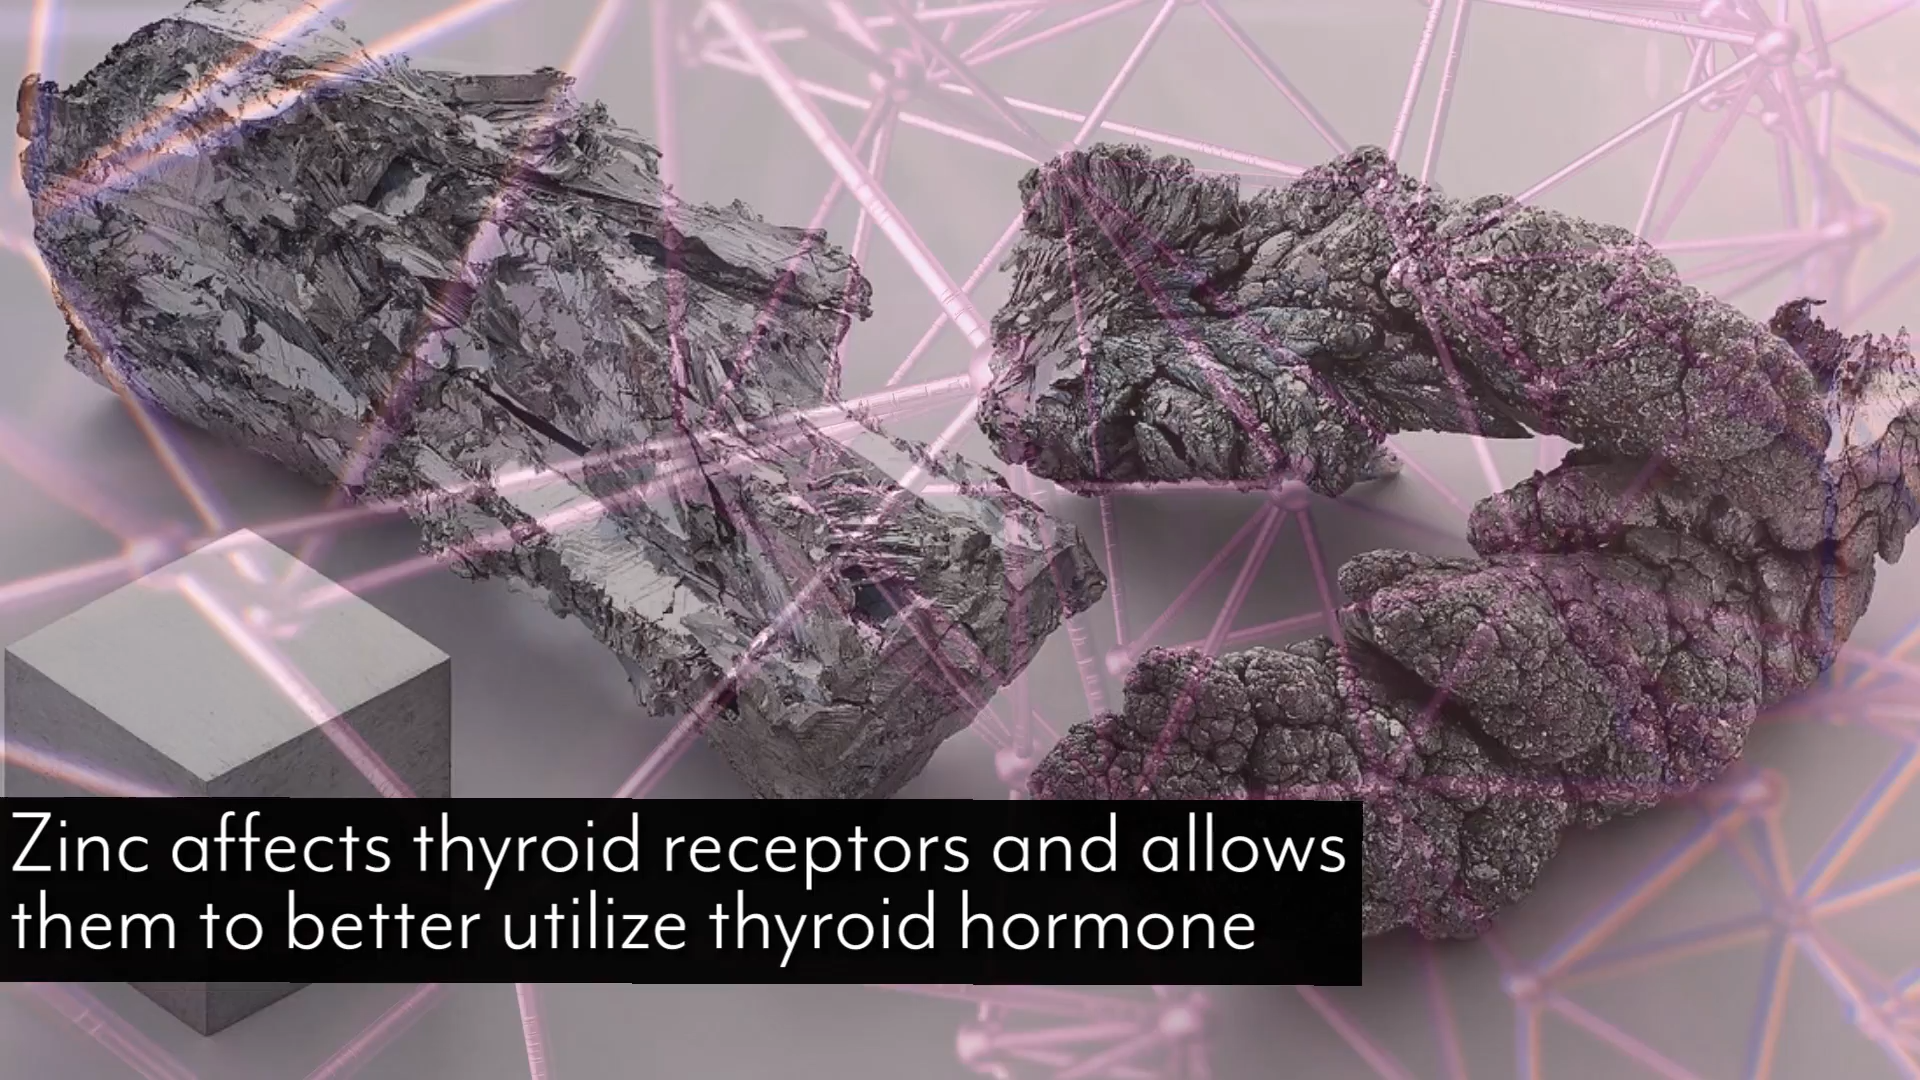 Zinc affects thyroid receptors and allows
them to better utilize thyroid hormone